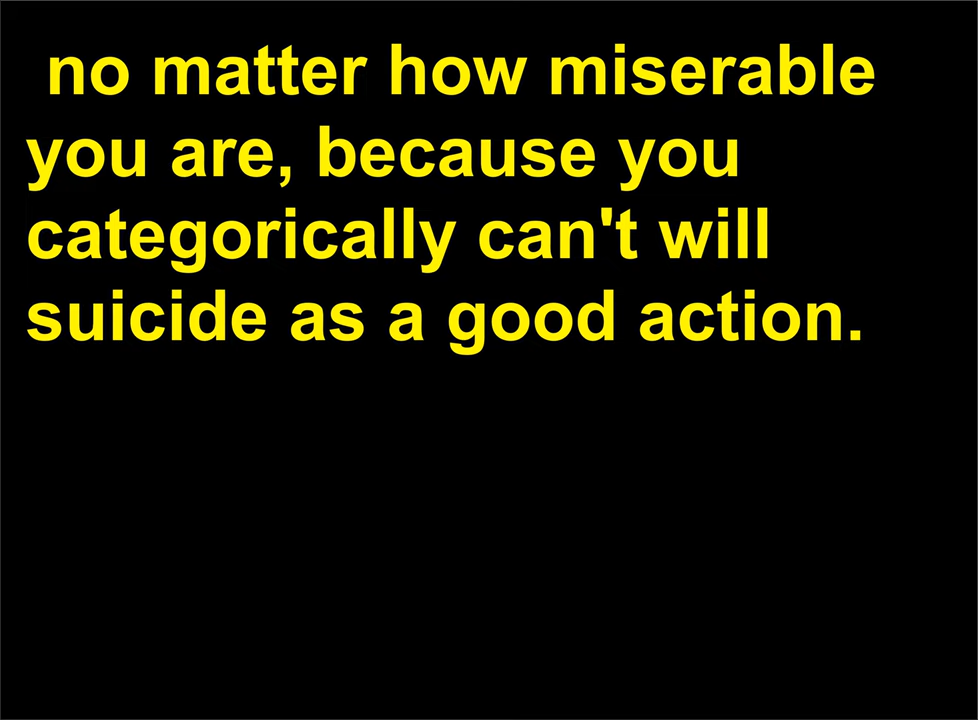 no matter how miserable
you are, because you
categorically can't will
suicide as a good action.